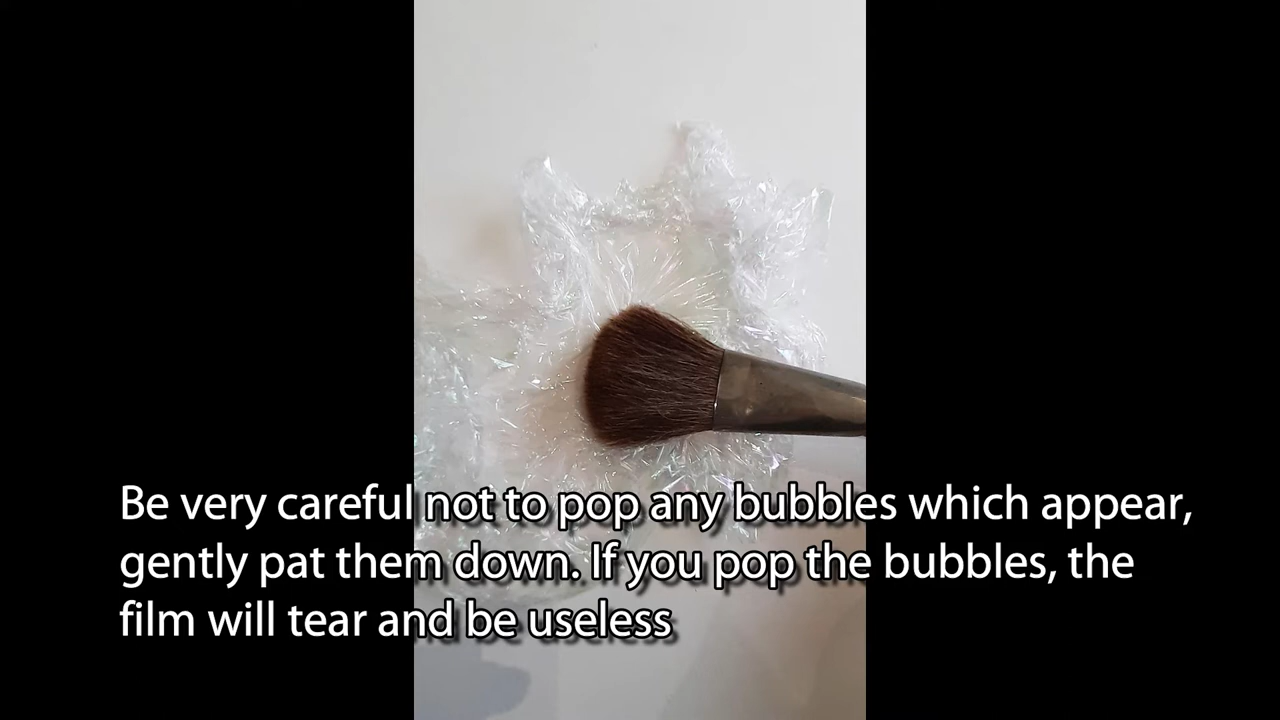 Be very careful not to pop any bubbles which appear,
gently pat them down. If you pop the bubbles, the
film will tear and be useless